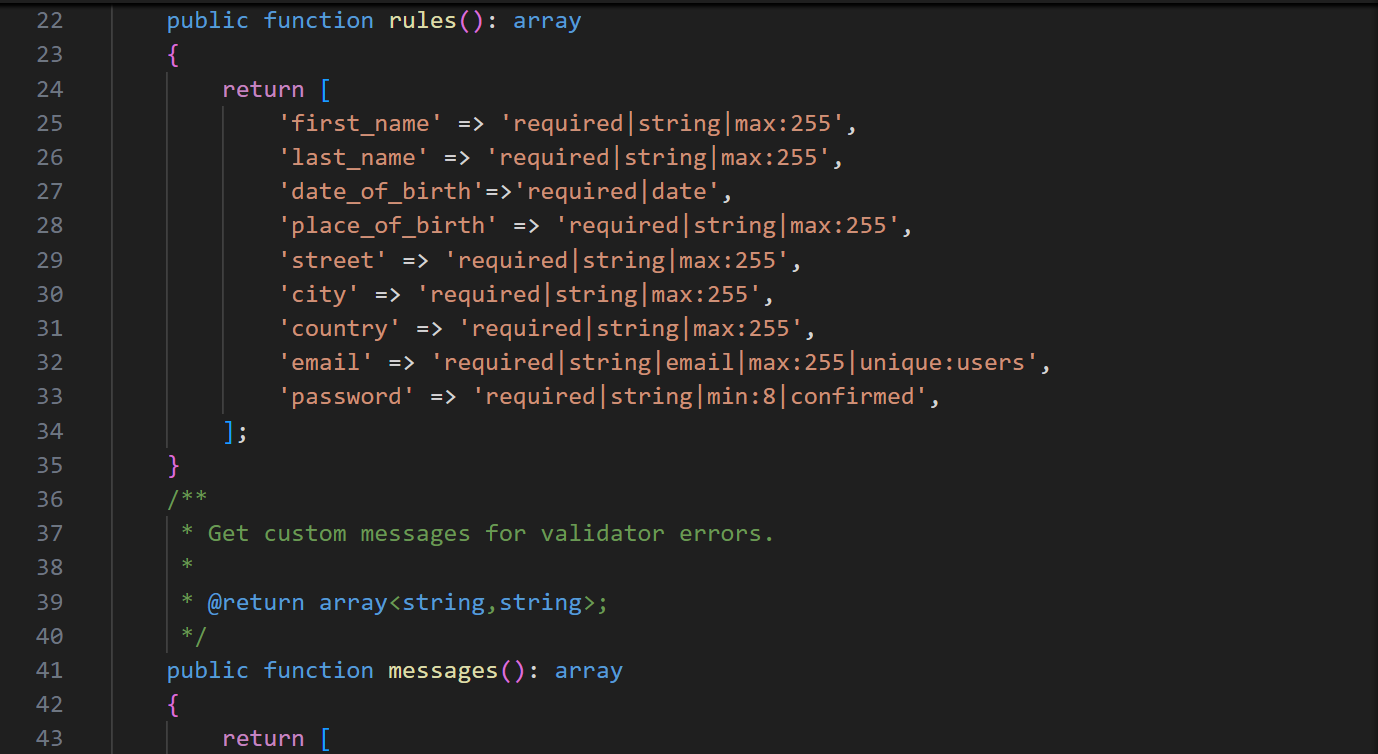 22 public function rules(): array
23 {
24 return [
25 'first_name' => 'required|string|max:255',
26 'last_name' => 'required|string|max:255',
27 'date_of_birth'=>'required|date',
28 'place_of_birth' => 'required|string|max:255',
29 'street' => 'required|string|max:255',
30 'city' => 'required|string|max:255',
31 'country' => 'required|string|max:255',
32 'email' => 'required|string|email|max:255|unique:users',
33 'password' => 'required|string|min:8|confirmed',
34 ];
35 }
36 /**
37 * Get custom messages for validator errors.
38 *
39 * @return array<string,string>;
40 */
41 public function messages(): array
42 {
43 return [